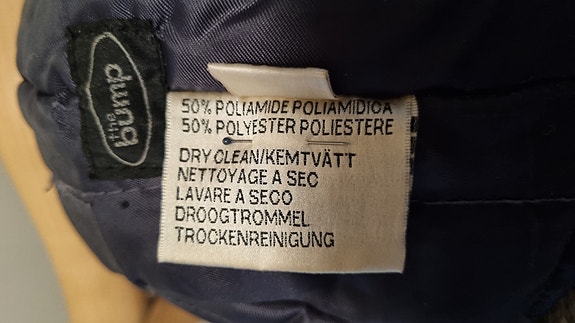 the
bump
50% POLIAMIDE POLIAMIDICA
50% POLYESTER POLIESTERE
DRY CLEAN/KEMTVÄTT
NETTOYAGE A SEC
LAVARE A SECO
DROOGTROMMEL
TROCKENREINIGUNG